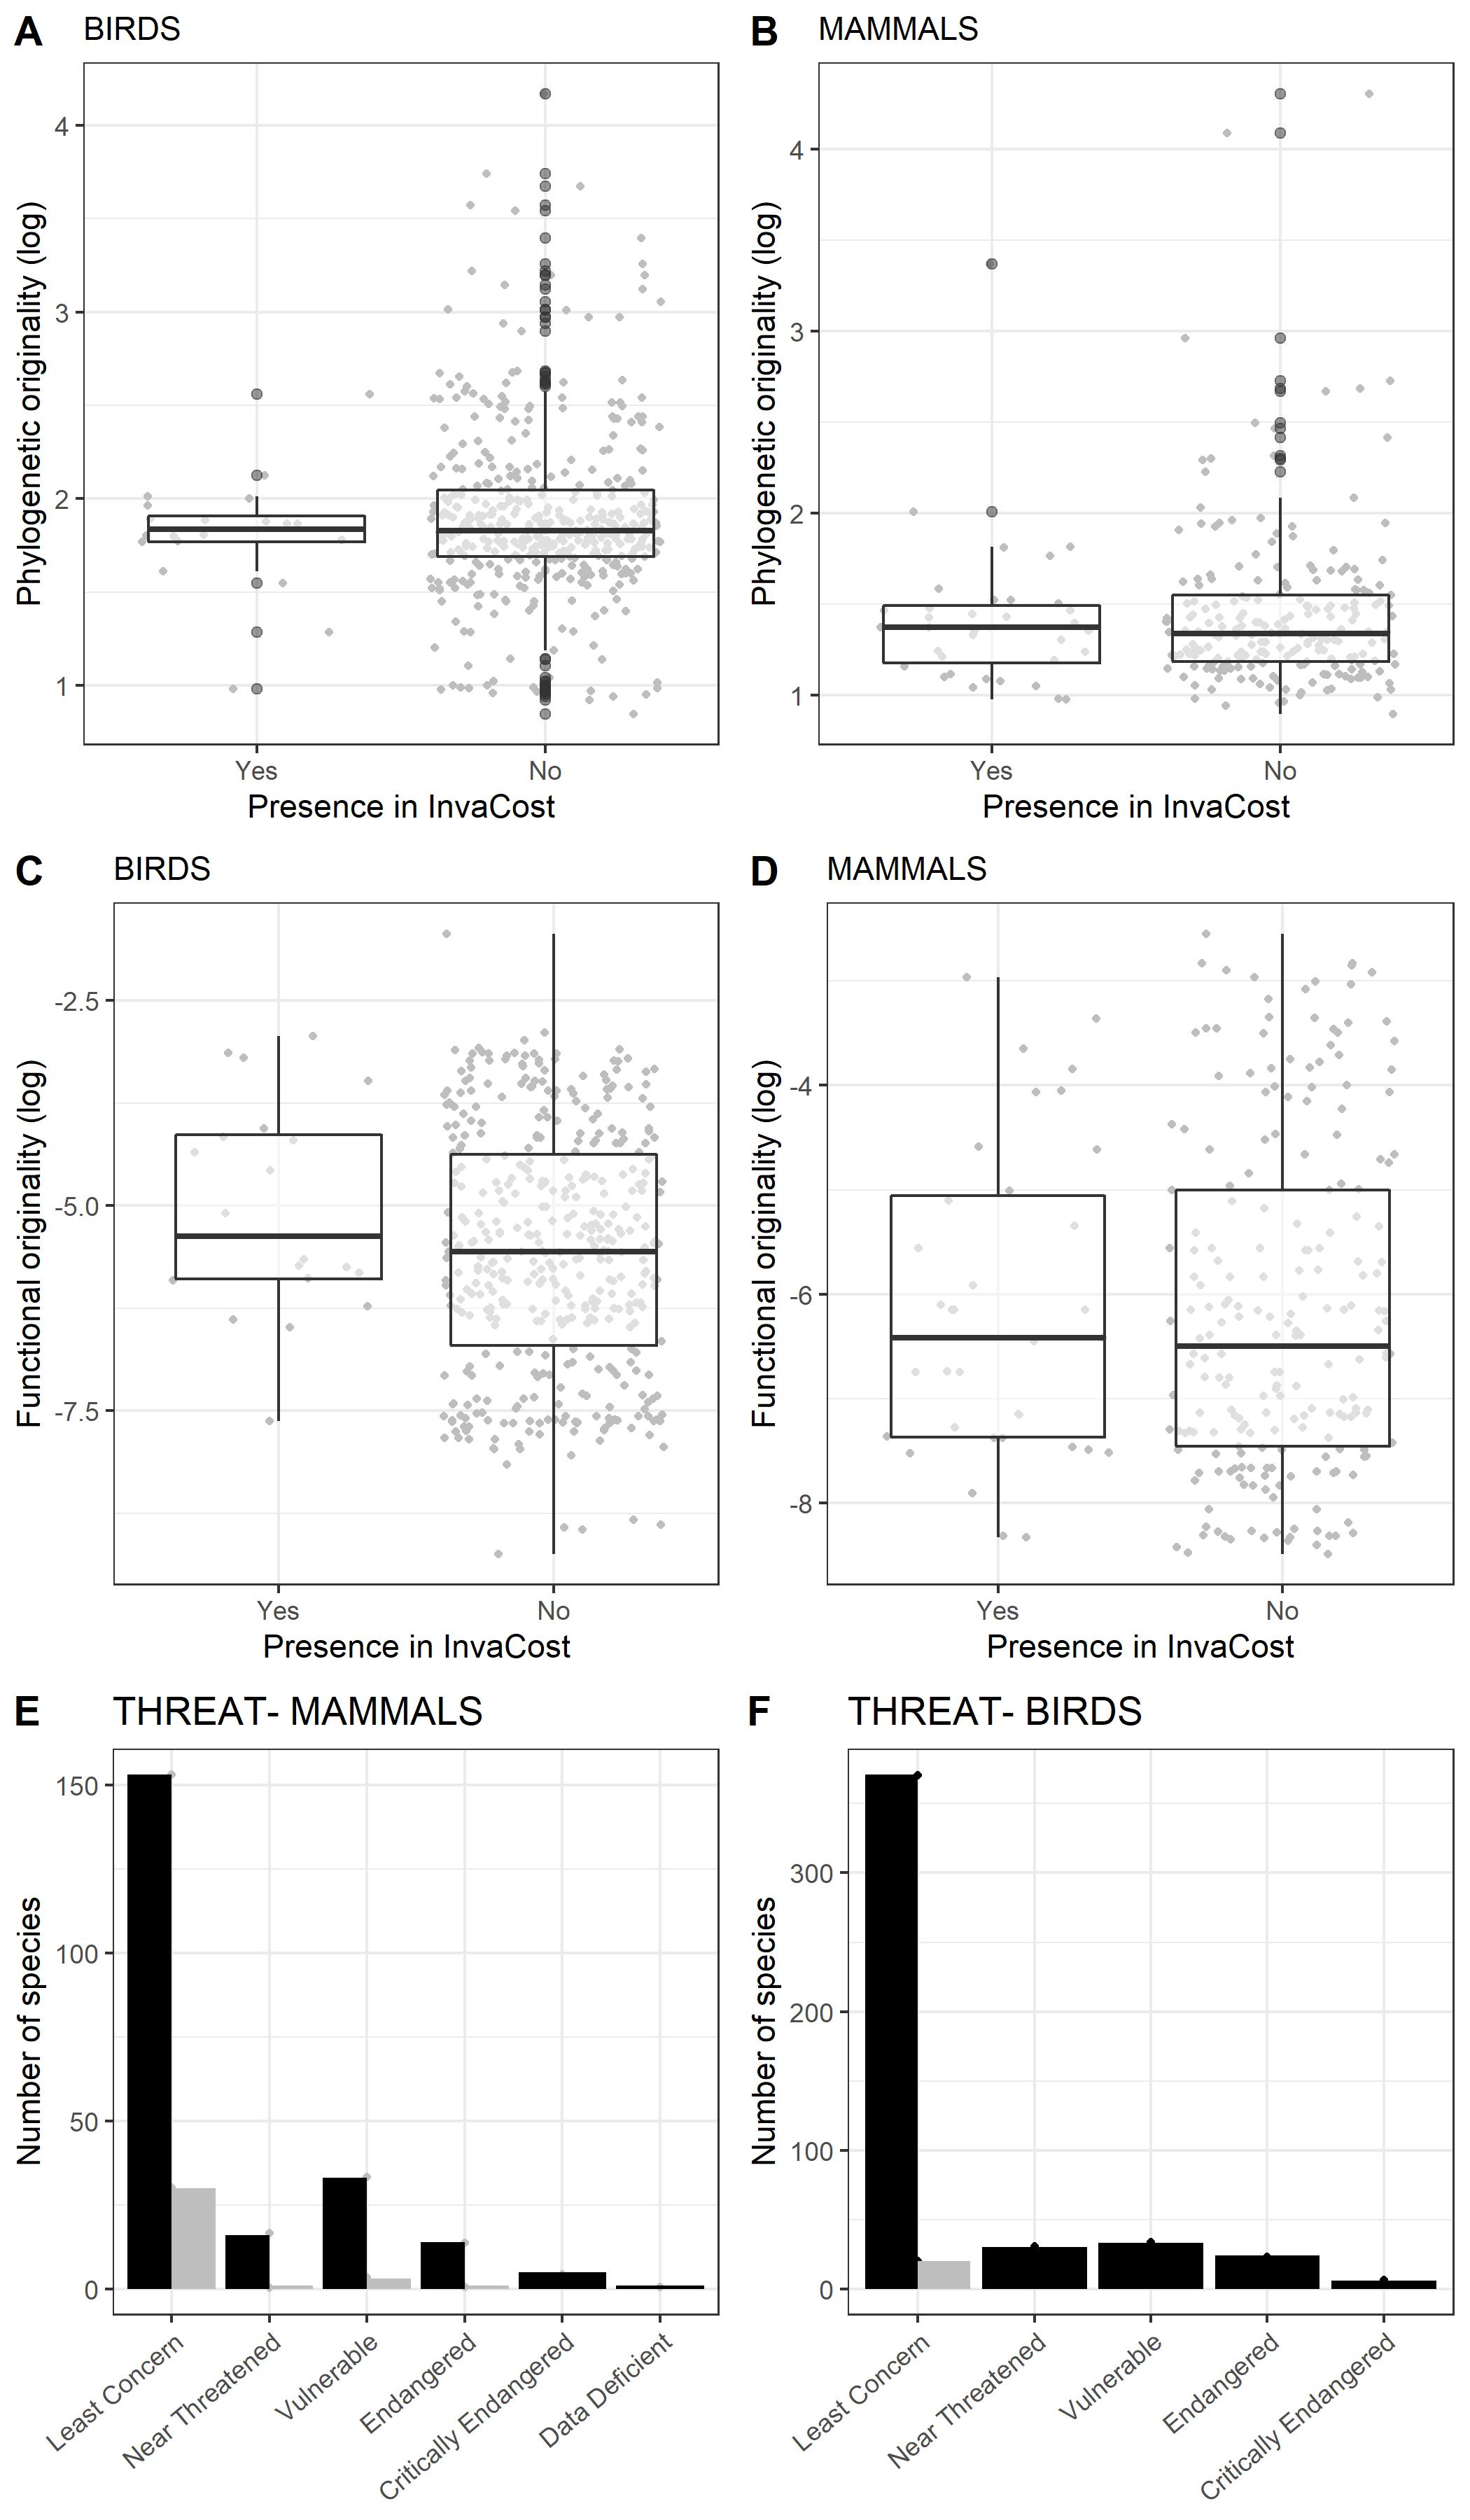 A BIRDS
Phylogenetic originality (log)
4
3
2
1
Yes No
Presence in InvaCost
B MAMMALS
Phylogenetic originality (log)
4
3
2
1
Yes No
Presence in InvaCost
C BIRDS
Functional originality (log)
-2.5
-5.0
-7.5
Yes No
Presence in InvaCost
D MAMMALS
Functional originality (log)
-4
-6
-8
Yes No
Presence in InvaCost
E THREAT- MAMMALS
Number of species
150
100
50
0
Least Concern
Near Threatened
Vulnerable
Endangered
Critically Endangered
Data Deficient
F THREAT- BIRDS
Number of species
300
200
100
0
Least Concern
Near Threatened
Vulnerable
Endangered
Critically Endangered